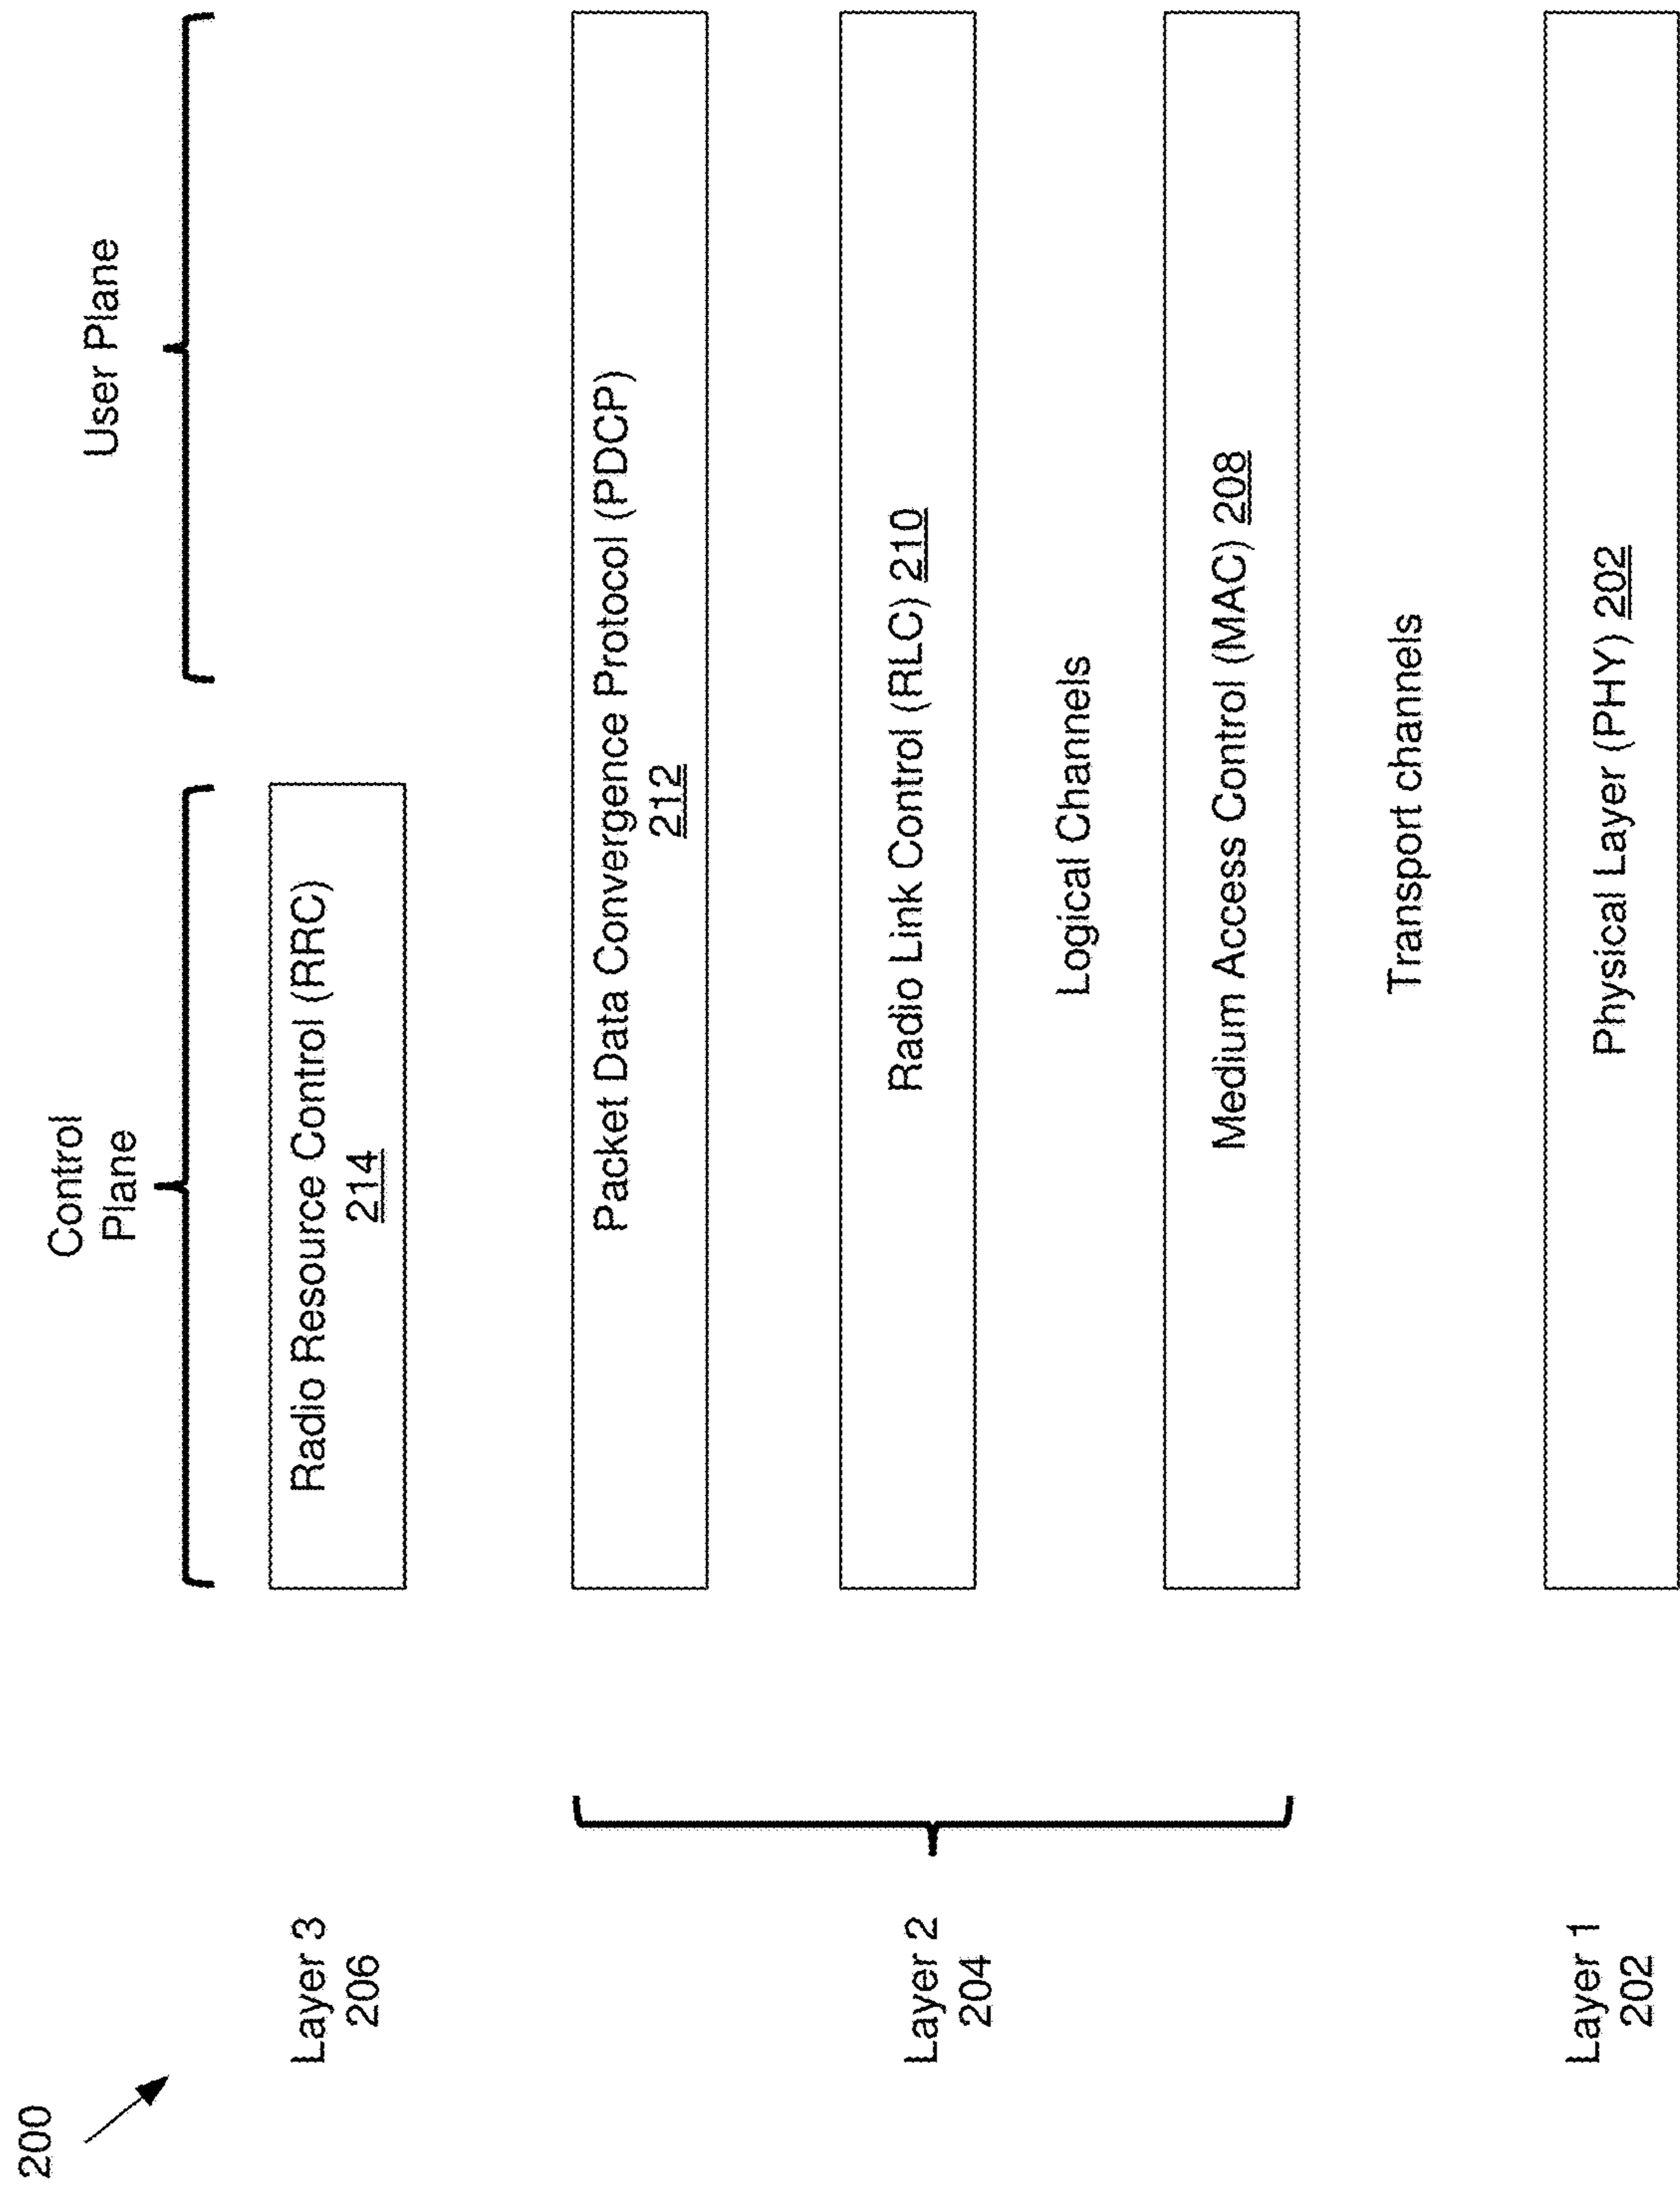 200
Control
Plane
User Plane
Layer 3
206
Radio Resource Control (RRC)
214
Packet Data Convergence Protocol (PDCP)
212
Layer 2
204
Radio Link Control (RLC) 210
Logical Channels
Medium Access Control (MAC) 208
Transport channels
Layer 1
202
Physical Layer (PHY) 202